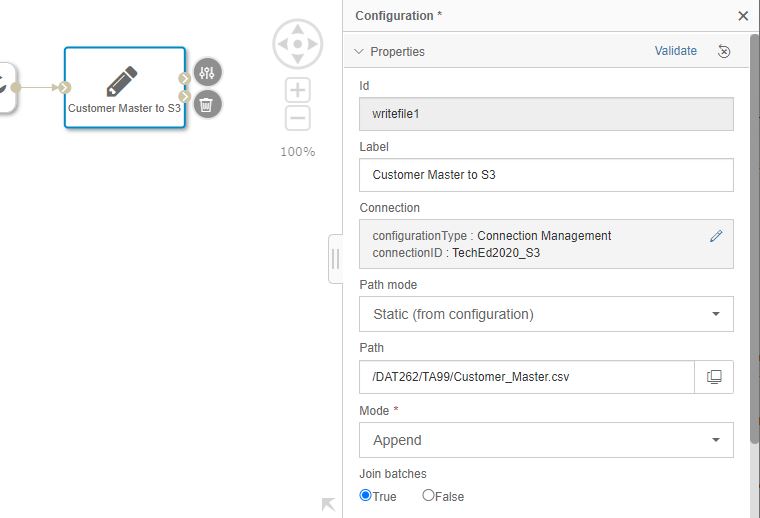 Configuration *
Properties
Validate
Id
writefile1
Label
Customer Master to S3
Connection
configurationType : Connection Management
connectionID : TechEd2020_S3
Path mode
Static (from configuration)
Path
/DAT262/TA99/Customer_Master.csv
Mode *
Append
Join batches
True
False
Customer Master to S3
100%